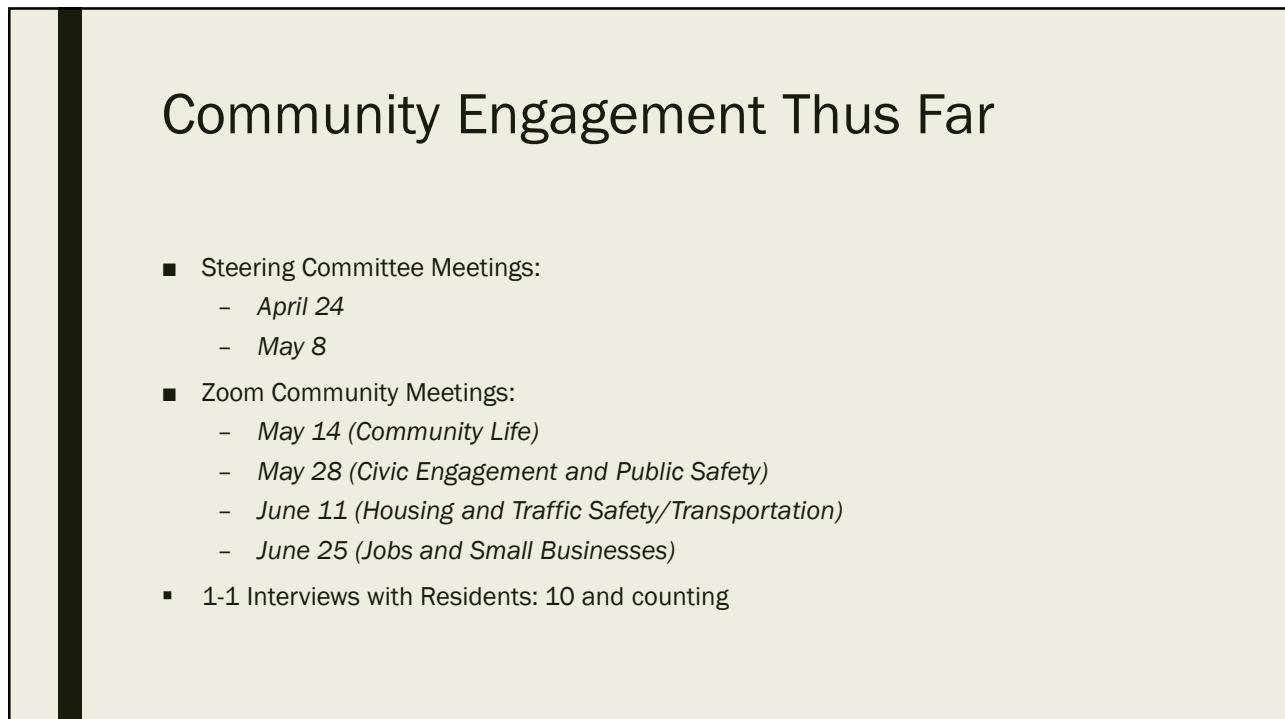 Community Engagement Thus Far
■ Steering Committee Meetings:
– April 24
– May 8
■ Zoom Community Meetings:
– May 14 (Community Life)
– May 28 (Civic Engagement and Public Safety)
– June 11 (Housing and Traffic Safety/Transportation)
– June 25 (Jobs and Small Businesses)
▪ 1-1 Interviews with Residents: 10 and counting